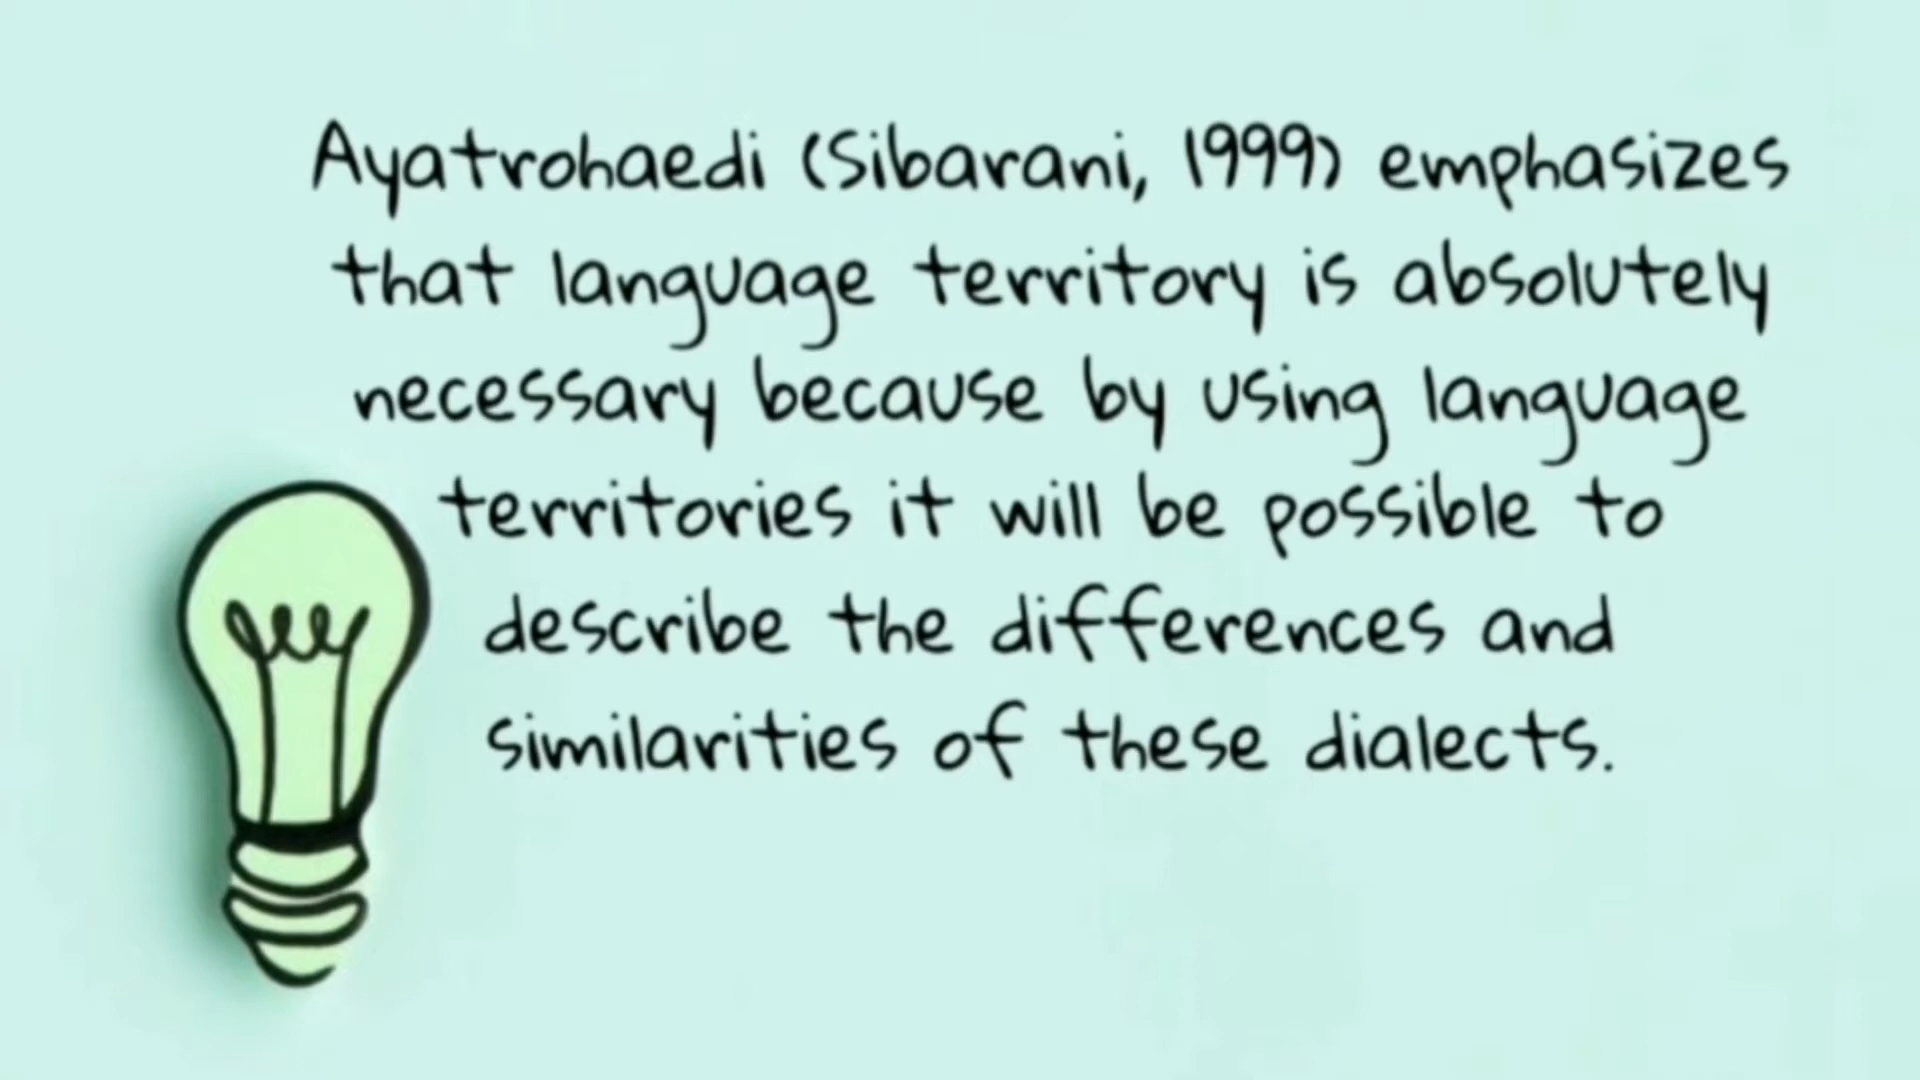 Ayatrohaedi (Sibarani, 1999) emphasizes
that language territory is absolutely
necessary because by using language
territories it will be possible to
describe the differences and
similarities of these dialects.